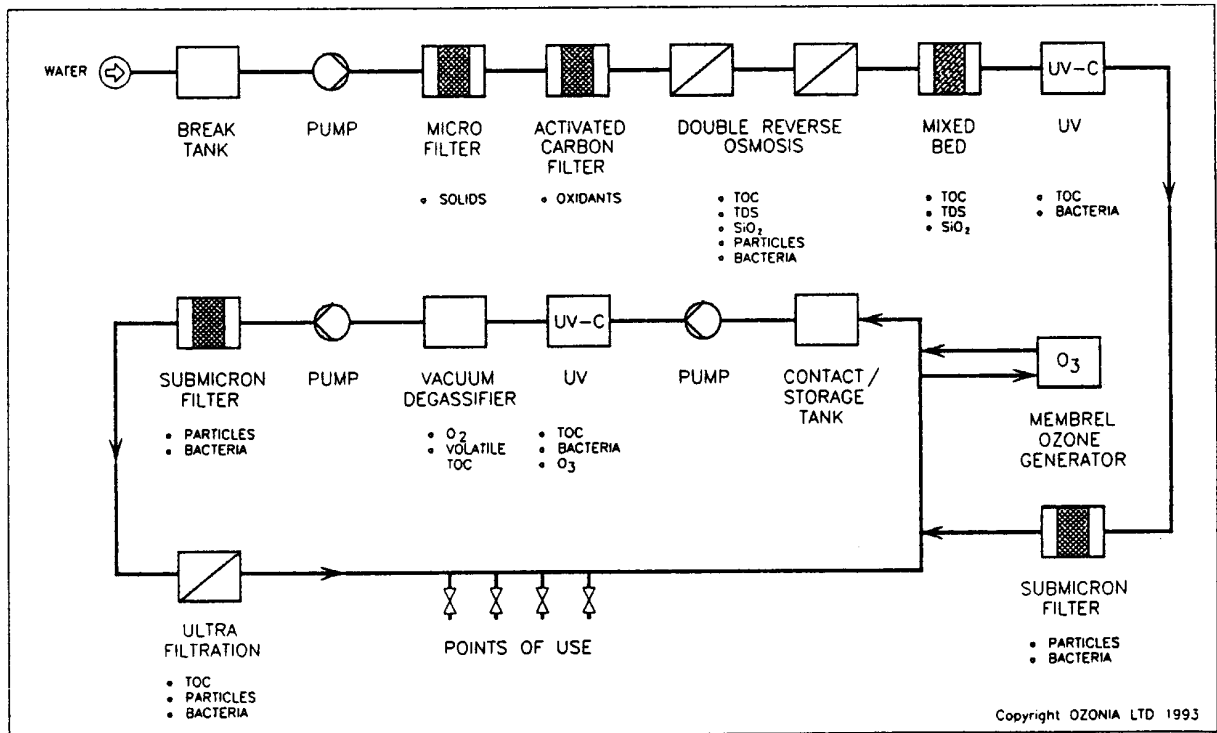 WATER
UV-C
BREAK
TANK
PUMP
MICRO
FILTER
ACTIVATED
CARBON
FILTER
DOUBLE REVERSE
OSMOSIS
MIXED
BED
UV
• SOLIDS
• OXIDANTS
• TOC
• TDS
• SiO₂
• PARTICLES
• BACTERIA
• TOC
• TDS
• SiO₂
• TOC
• BACTERIA
UV-C
O₃
SUBMICRON
FILTER
PUMP
VACUUM
DEGASSIFIER
UV
PUMP
CONTACT/
STORAGE
TANK
MEMBREL
OZONE
GENERATOR
• PARTICLES
• BACTERIA
• O₂
• VOLATILE
TOC
• TOC
• BACTERIA
• O₃
SUBMICRON
FILTER
• PARTICLES
• BACTERIA
ULTRA
FILTRATION
• TOC
• PARTICLES
• BACTERIA
POINTS OF USE
Copyright OZONIA LTD 1993